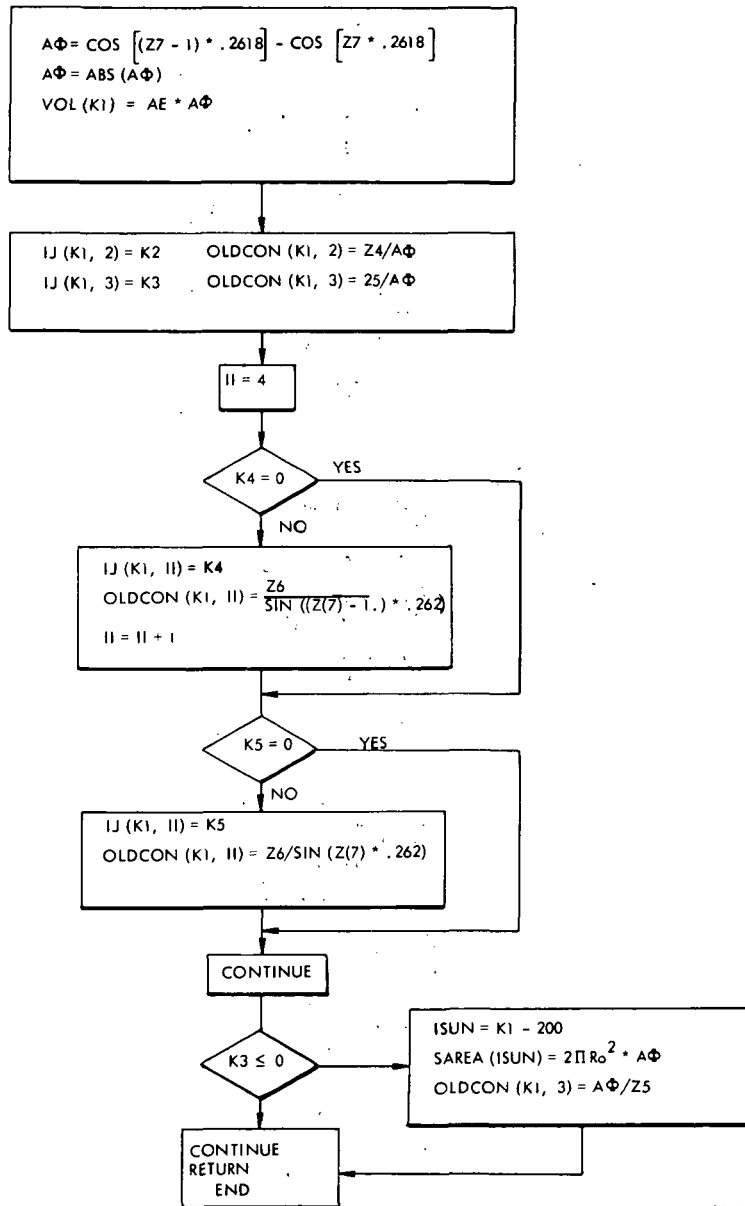 AΦ = COS [(Z7 - 1) * .2618] - COS [Z7 * .2618]
AΦ = ABS (AΦ)
VOL (K1) = AE * AΦ
IJ (K1, 2) = K2 OLDCON (K1, 2) = Z4/AΦ
IJ (K1, 3) = K3 OLDCON (K1, 3) = 25/AΦ
II = 4
K4 = 0
YES
NO
IJ (K1, II) = K4
OLDCON (K1, II) = Z6
SIN ((Z(7) - 1.) * .262)
II = II + 1
K5 = 0
YES
NO
IJ (K1, II) = K5
OLDCON (K1, II) = Z6/SIN (Z(7) * .262)
CONTINUE
K3 ≤ 0
ISUN = K1 - 200
SAREA (ISUN) = 2ΠRo² * AΦ
OLDCON (K1, 3) = AΦ/Z5
CONTINUE
RETURN
END